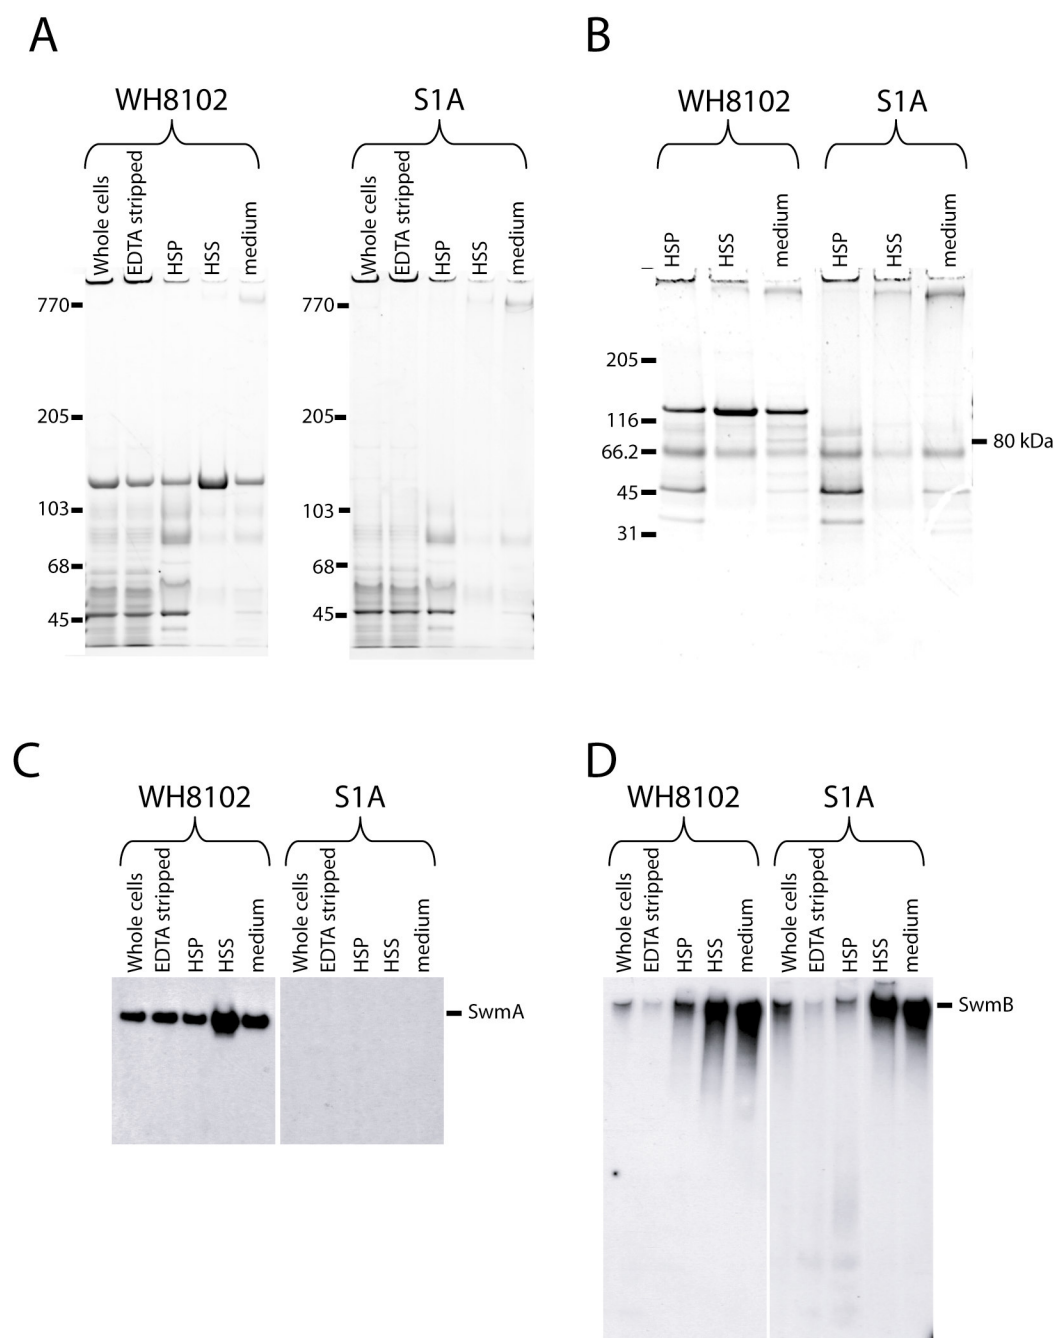 A
WH8102
S1A
Whole cells
EDTA stripped
HSP
HSS
medium
Whole cells
EDTA stripped
HSP
HSS
medium
770
205
103
68
45
770
205
103
68
45
B
WH8102
S1A
HSP
HSS
medium
HSP
HSS
medium
205
116
66.2
45
31
80 kDa
C
WH8102
S1A
Whole cells
EDTA stripped
HSP
HSS
medium
Whole cells
EDTA stripped
HSP
HSS
medium
SwmA
D
WH8102
S1A
Whole cells
EDTA stripped
HSP
HSS
medium
Whole cells
EDTA stripped
HSP
HSS
medium
SwmB